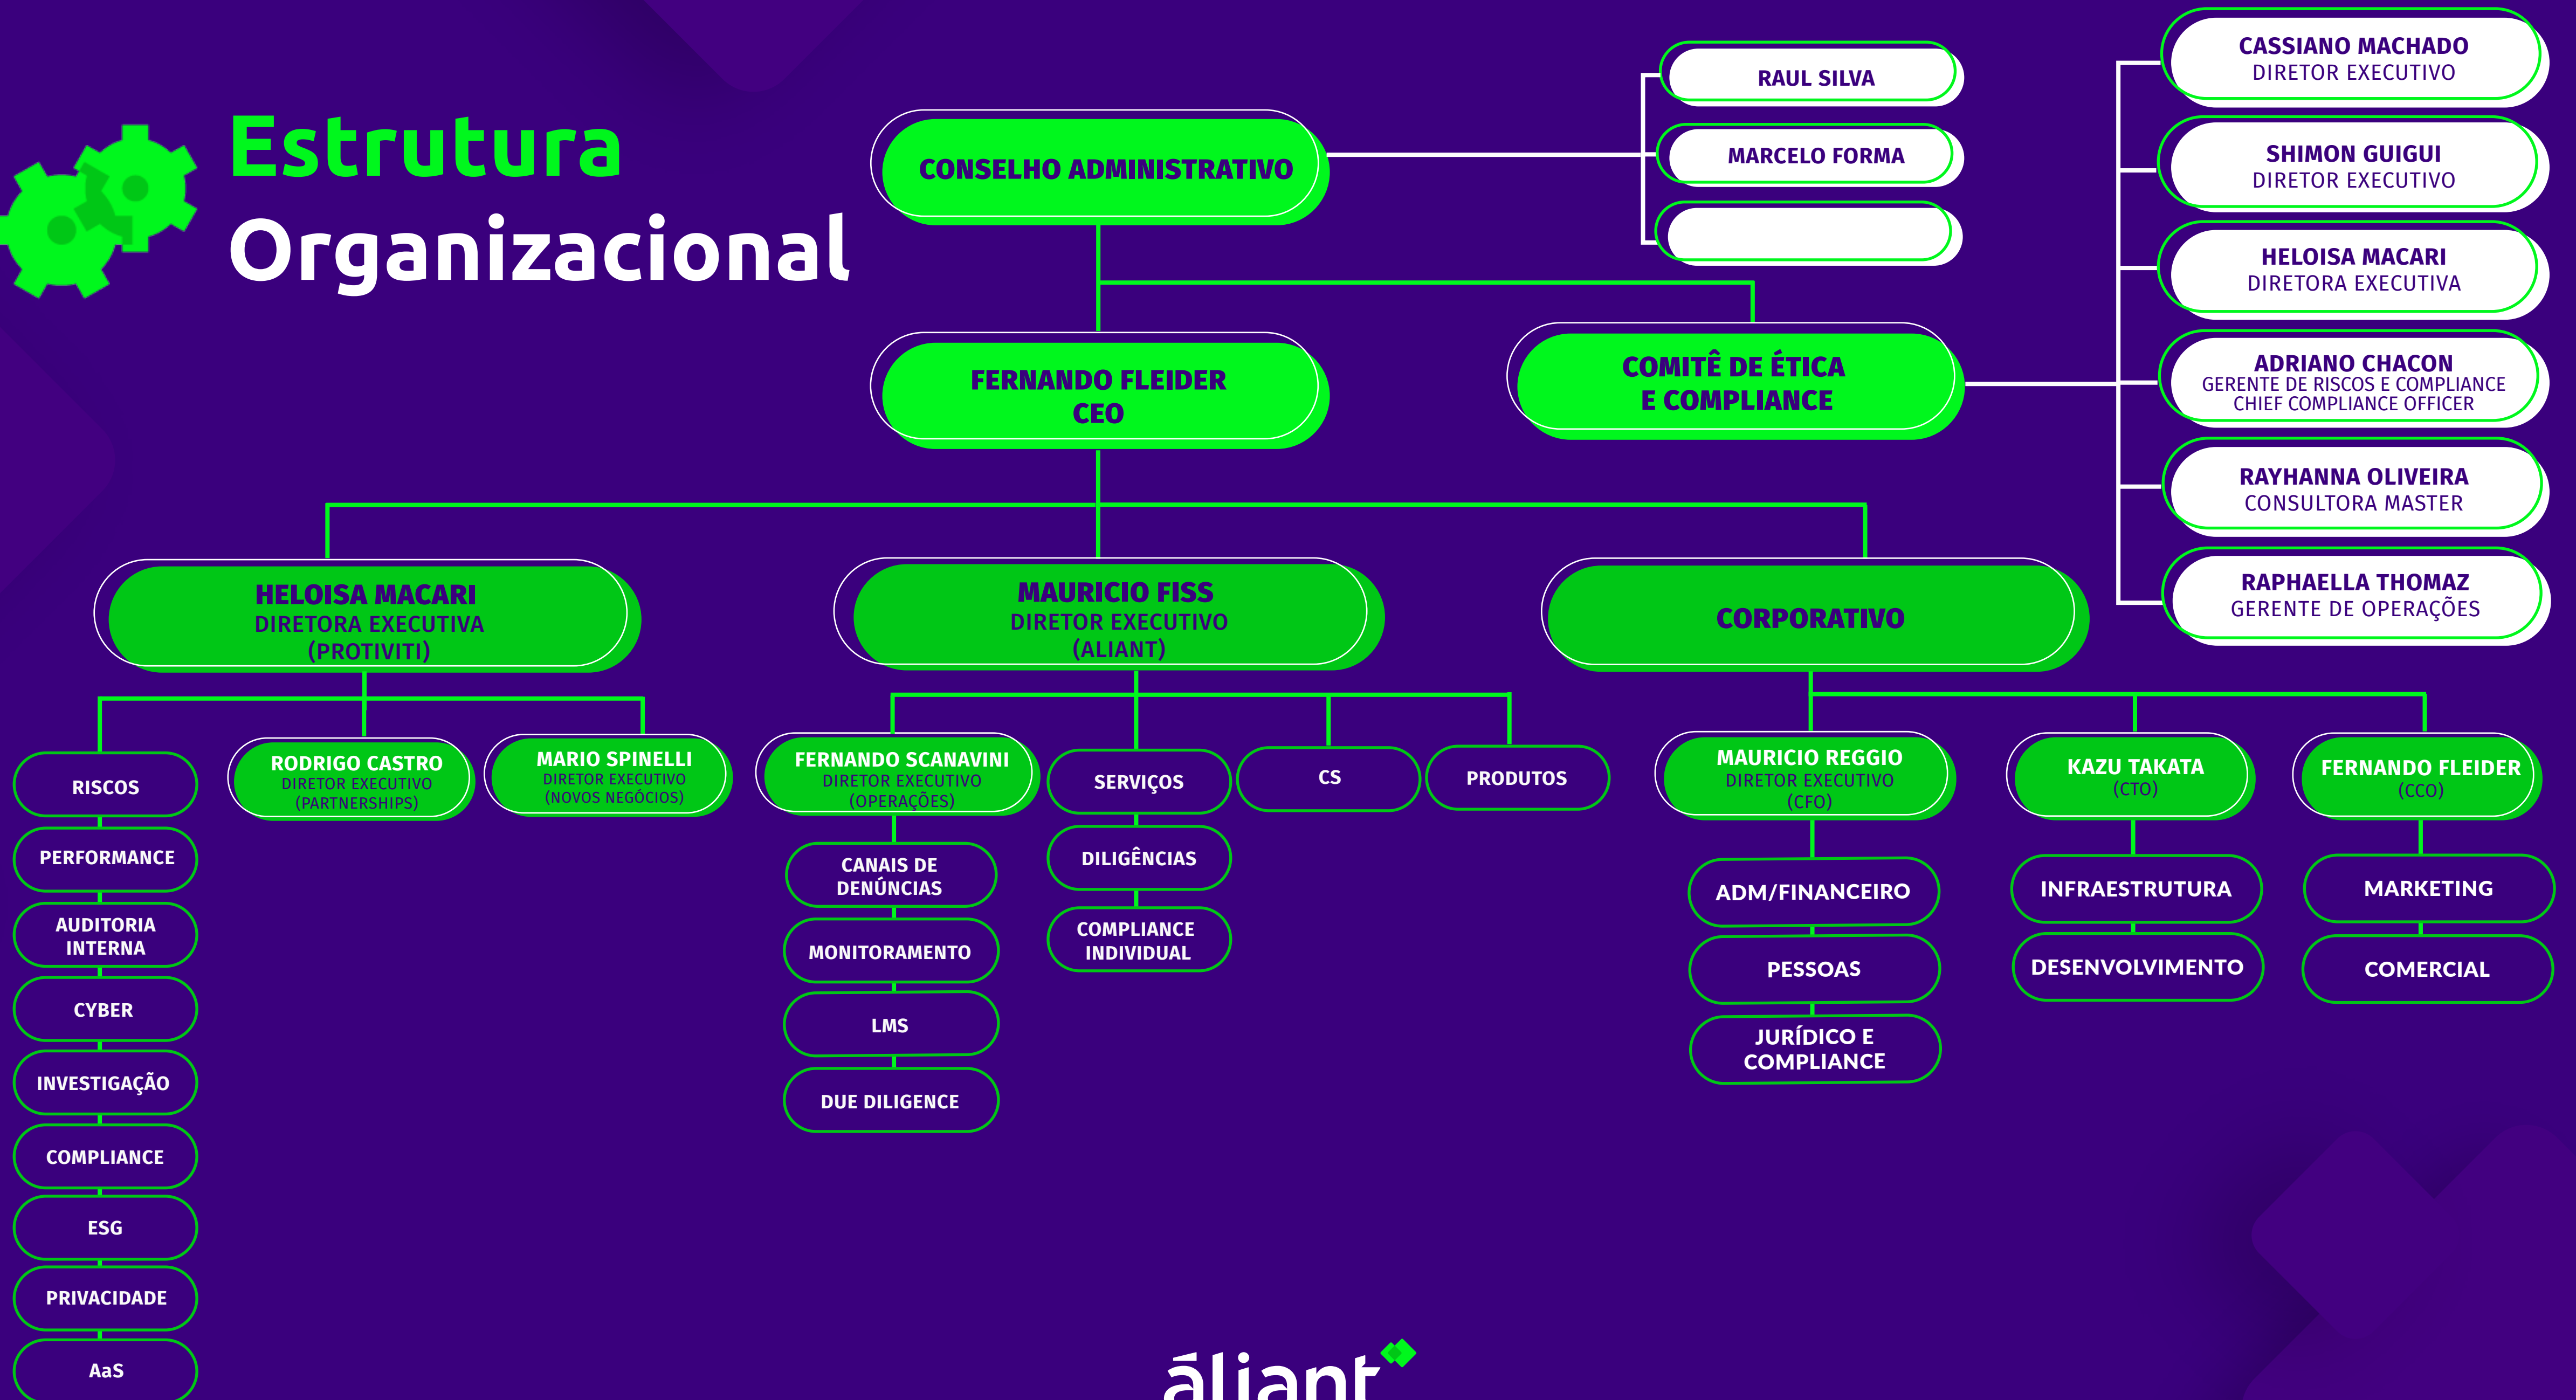 Estrutura
Organizacional
CONSELHO ADMINISTRATIVO
RAUL SILVA
MARCELO FORMA
FERNANDO FLEIDER
CEO
COMITÊ DE ÉTICA
E COMPLIANCE
CASSIANO MACHADO
DIRETOR EXECUTIVO
SHIMON GUIGUI
DIRETOR EXECUTIVO
HELOISA MACARI
DIRETORA EXECUTIVA
ADRIANO CHACON
GERENTE DE RISCOS E COMPLIANCE
CHIEF COMPLIANCE OFFICER
RAYHANNA OLIVEIRA
CONSULTORA MASTER
RAPHAELLA THOMAZ
GERENTE DE OPERAÇÕES
HELOISA MACARI
DIRETORA EXECUTIVA
(PROTIVITI)
MAURICIO FISS
DIRETOR EXECUTIVO
(ALIANT)
CORPORATIVO
RISCOS
PERFORMANCE
AUDITORIA
INTERNA
CYBER
INVESTIGAÇÃO
COMPLIANCE
ESG
PRIVACIDADE
AaS
RODRIGO CASTRO
DIRETOR EXECUTIVO
(PARTNERSHIPS)
MARIO SPINELLI
DIRETOR EXECUTIVO
(NOVOS NEGÓCIOS)
FERNANDO SCANAVINI
DIRETOR EXECUTIVO
(OPERAÇÕES)
CANAIS DE
DENÚNCIAS
MONITORAMENTO
LMS
DUE DILIGENCE
SERVIÇOS
DILIGÊNCIAS
COMPLIANCE
INDIVIDUAL
CS
PRODUTOS
MAURICIO REGGIO
DIRETOR EXECUTIVO
(CFO)
ADM/FINANCEIRO
PESSOAS
JURÍDICO E
COMPLIANCE
KAZU TAKATA
(CTO)
INFRAESTRUTURA
DESENVOLVIMENTO
FERNANDO FLEIDER
(CCO)
MARKETING
COMERCIAL
áliant